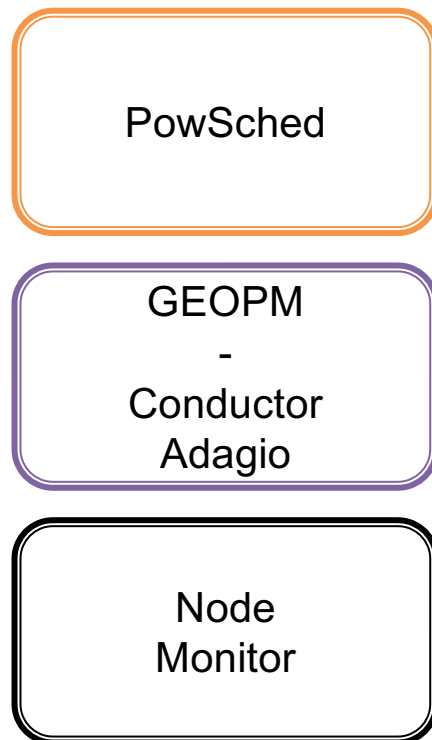 PowSched
GEOPM
-
Conductor
Adagio
Node
Monitor